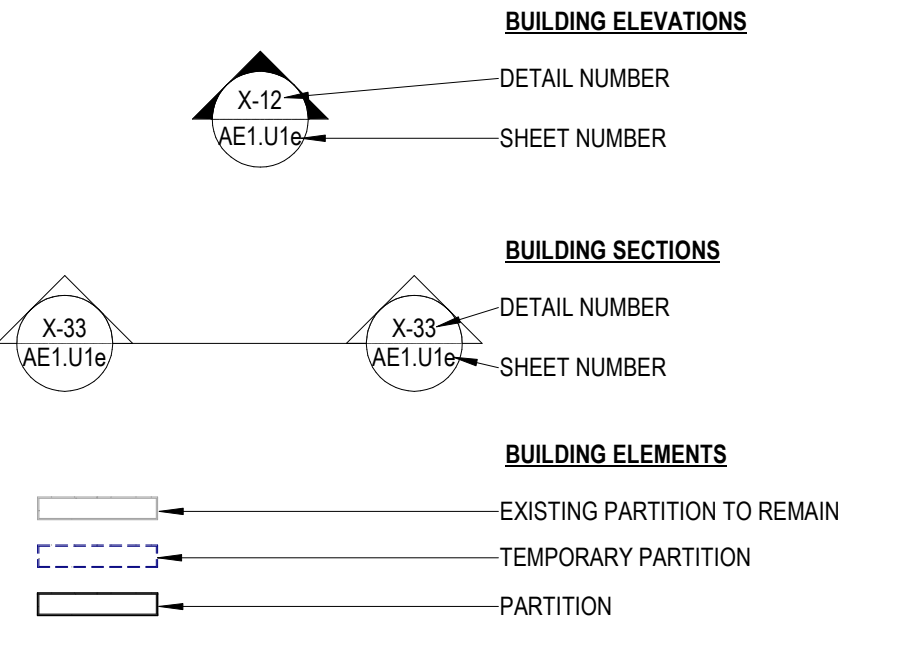 BUILDING ELEVATIONS
X-12
DETAIL NUMBER
AE1.U1e
SHEET NUMBER
BUILDING SECTIONS
X-33
X-33
DETAIL NUMBER
AE1.U1e
AE1.U1e
SHEET NUMBER
BUILDING ELEMENTS
EXISTING PARTITION TO REMAIN
TEMPORARY PARTITION
PARTITION